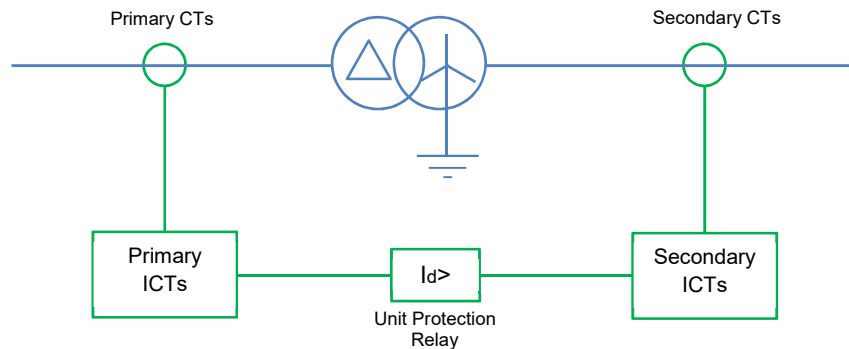 Primary CTs
Secondary CTs
Primary
ICTs
Id>
Unit Protection
Relay
Secondary
ICTs